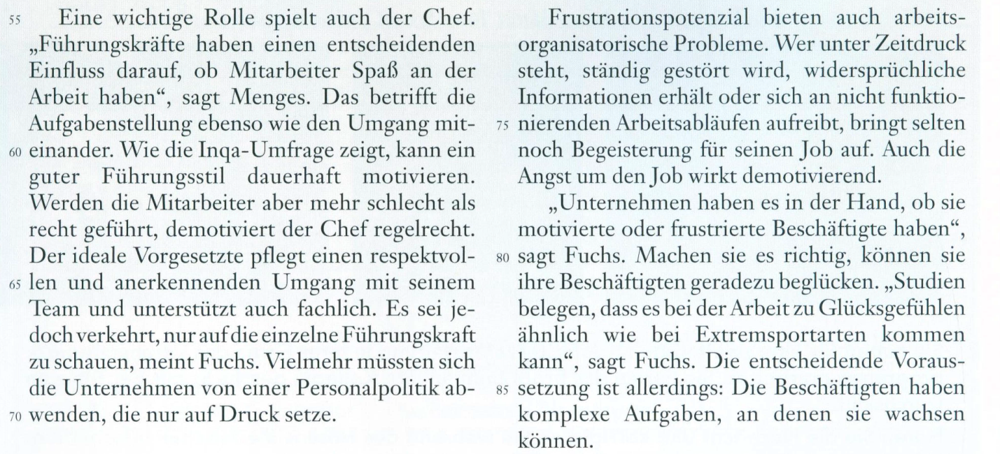 55 Eine wichtige Rolle spielt auch der Chef.
„Führungskräfte haben einen entscheidenden
Einfluss darauf, ob Mitarbeiter Spaß an der
Arbeit haben“, sagt Menges. Das betrifft die
Aufgabenstellung ebenso wie den Umgang mit-
60 einander. Wie die Inqa-Umfrage zeigt, kann ein
guter Führungsstil dauerhaft motivieren.
Werden die Mitarbeiter aber mehr schlecht als
recht geführt, demotiviert der Chef regelrecht.
Der ideale Vorgesetzte pflegt einen respektvol-
65 len und anerkennenden Umgang mit seinem
Team und unterstützt auch fachlich. Es sei je-
doch verkehrt, nur auf die einzelne Führungskraft
zu schauen, meint Fuchs. Vielmehr müssten sich
die Unternehmen von einer Personalpolitik ab-
70 wenden, die nur auf Druck setze.
Frustrationspotenzial bieten auch arbeits-
organisatorische Probleme. Wer unter Zeitdruck
steht, ständig gestört wird, widersprüchliche
Informationen erhält oder sich an nicht funktio-
75 nierenden Arbeitsabläufen aufreibt, bringt selten
noch Begeisterung für seinen Job auf. Auch die
Angst um den Job wirkt demotivierend.
„Unternehmen haben es in der Hand, ob sie
motivierte oder frustrierte Beschäftigte haben“,
80 sagt Fuchs. Machen sie es richtig, können sie
ihre Beschäftigten geradezu beglücken. „Studien
belegen, dass es bei der Arbeit zu Glücksgefühlen
ähnlich wie bei Extremsportarten kommen
kann“, sagt Fuchs. Die entscheidende Voraus-
85 setzung ist allerdings: Die Beschäftigten haben
komplexe Aufgaben, an denen sie wachsen
können.